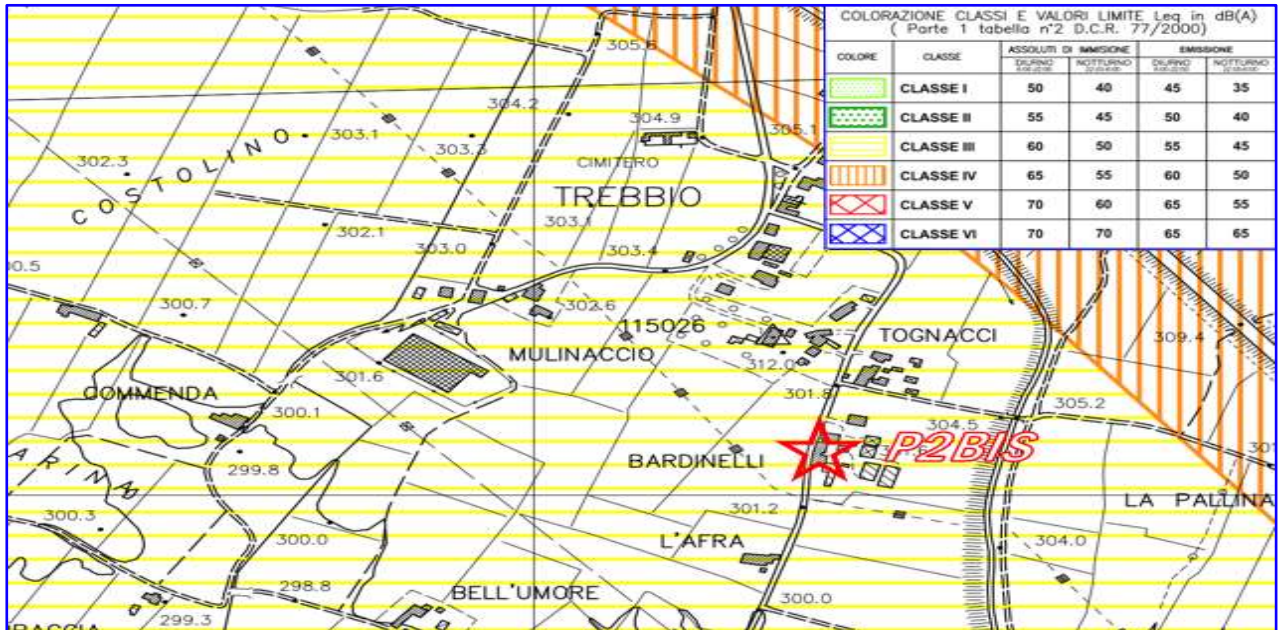 COLORAZIONE CLASSI E VALORI LIMITE Leq in dB(A)
( Parte 1 tabella n°2 D.C.R. 77/2000)
COLORE CLASSE ASSOLUTI DI IMMISIONE EMISSIONE
DIURNO NOTTURNO DIURNO NOTTURNO
CLASSE I 50 40 45 35
CLASSE II 55 45 50 40
CLASSE III 60 50 55 45
CLASSE IV 65 55 60 50
CLASSE V 70 60 65 55
CLASSE VI 70 70 65 65
305.6
304.2
304.9
305.1
303.1
303.3
302.3
CIMITERO
COSTOLINO
TREBBIO
303.1
302.1
303.0
303.4
00.5
300.7
302.6
115026
TOGNACCI
309.4
MULINACCIO
312.0
301.6
COMMENDA
301.8
300.1
305.2
304.5
P2BIS
ARINA
299.8
BARDINELLI
301.2
LA PALLINA
300.3
300.0
L'AFRA
304.0
298.8
BELL'UMORE
300.0
299.3